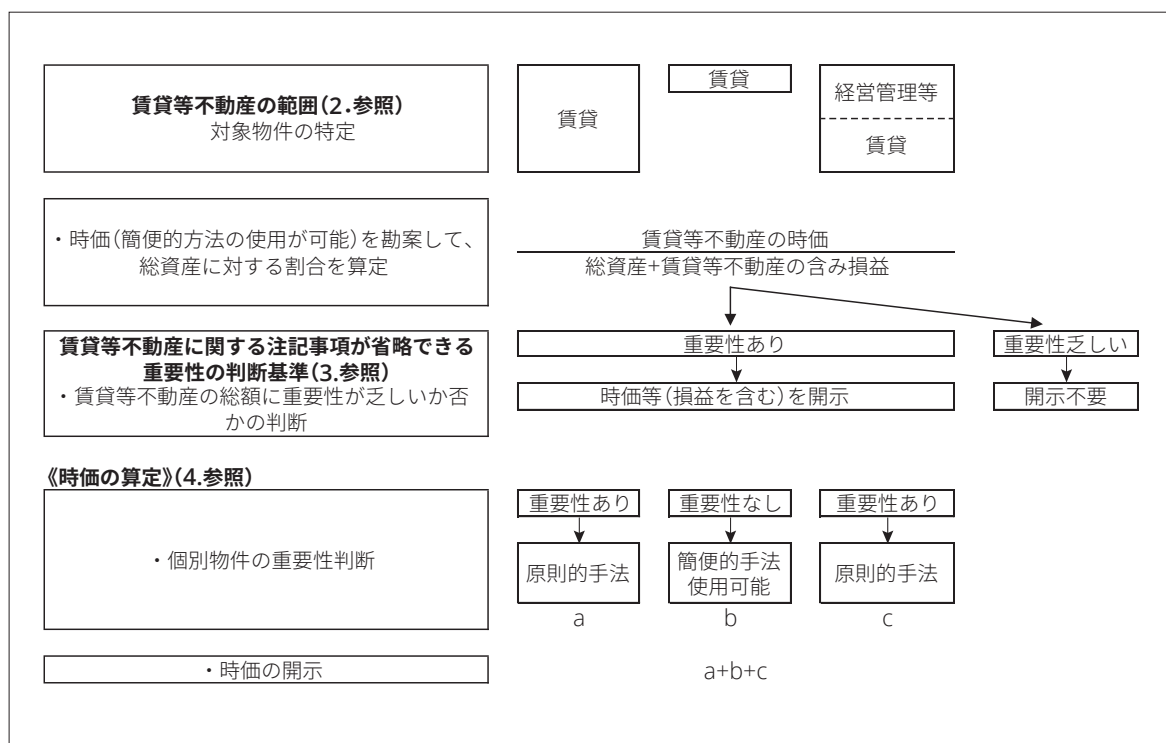 賃貸等不動産の範囲(2.参照)
対象物件の特定
賃貸
賃貸
経営管理等
賃貸
・時価(簡便的方法の使用が可能)を勘案して、
総資産に対する割合を算定
賃貸等不動産の時価
総資産+賃貸等不動産の含み損益
賃貸等不動産に関する注記事項が省略できる
重要性の判断基準(3.参照)
・賃貸等不動産の総額に重要性が乏しいか否
かの判断
重要性あり
重要性乏しい
時価等(損益を含む)を開示
開示不要
《時価の算定》(4.参照)
・個別物件の重要性判断
重要性あり
重要性なし
重要性あり
原則的手法
簡便的手法
使用可能
原則的手法
a
b
c
・時価の開示
a+b+c